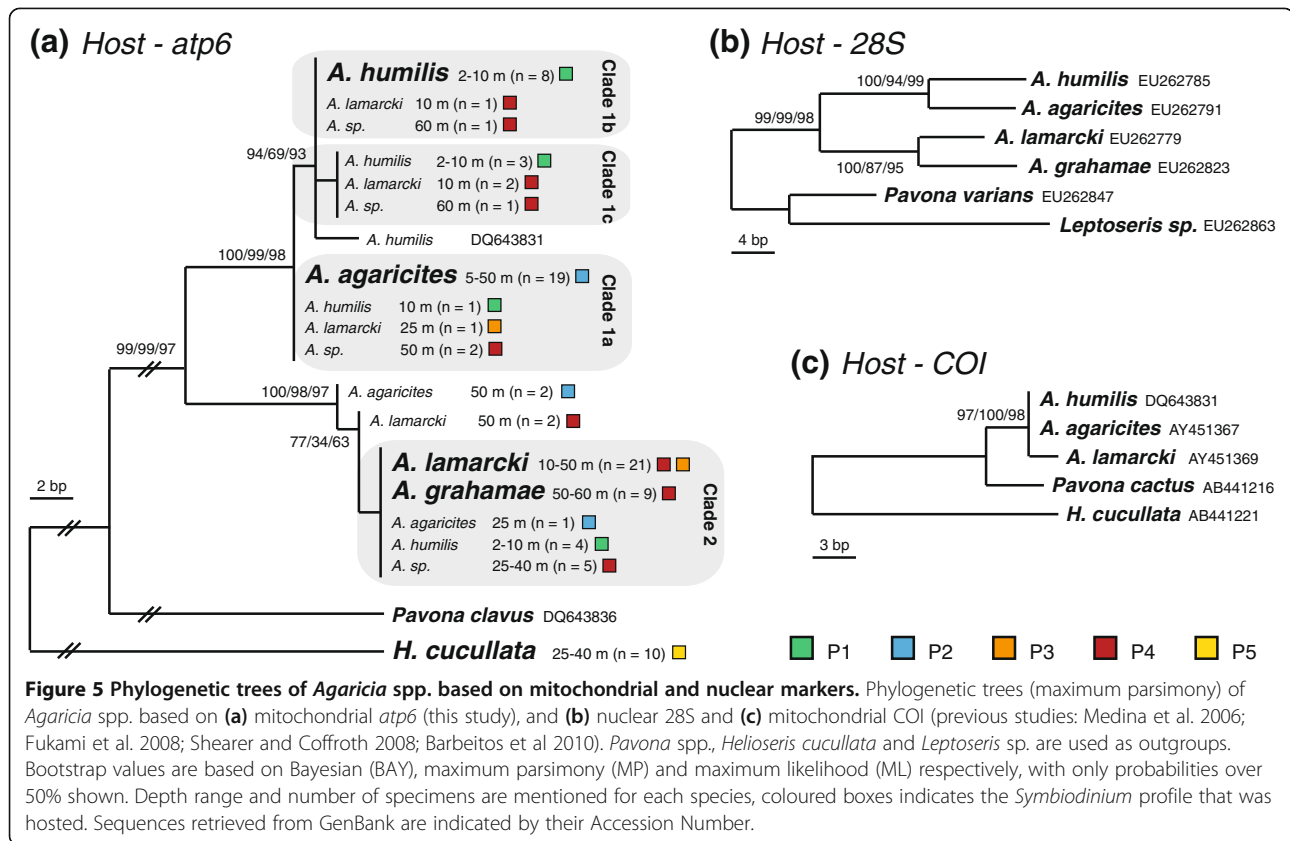 (a) Host - atp6
A. humilis 2-10 m (n = 8)
A. lamarcki 10 m (n = 1)
A. sp. 60 m (n = 1)
Clade 1b
94/69/93
A. humilis 2-10 m (n = 3)
A. lamarcki 10 m (n = 2)
A. sp. 60 m (n = 1)
Clade 1c
A. humilis DQ643831
100/99/98
A. agaricites 5-50 m (n = 19)
A. humilis 10 m (n = 1)
A. lamarcki 25 m (n = 1)
A. sp. 50 m (n = 2)
Clade 1a
99/99/97
100/98/97
A. agaricites 50 m (n = 2)
A. lamarcki 50 m (n = 2)
77/34/63
A. lamarcki 10-50 m (n = 21)
A. grahamae 50-60 m (n = 9)
A. agaricites 25 m (n = 1)
A. humilis 2-10 m (n = 4)
A. sp. 25-40 m (n = 5)
Clade 2
2 bp
Pavona clavus DQ643836
H. cucullata 25-40 m (n = 10)
(b) Host - 28S
100/94/99
A. humilis EU262785
A. agaricites EU262791
99/99/98
A. lamarcki EU262779
100/87/95
A. grahamae EU262823
Pavona varians EU262847
Leptoseris sp. EU262863
4 bp
(c) Host - COI
A. humilis DQ643831
97/100/98
A. agaricites AY451367
A. lamarcki AY451369
Pavona cactus AB441216
H. cucullata AB441221
3 bp
P1 P2 P3 P4 P5
Figure 5 Phylogenetic trees of Agaricia spp. based on mitochondrial and nuclear markers. Phylogenetic trees (maximum parsimony) of
Agaricia spp. based on (a) mitochondrial atp6 (this study), and (b) nuclear 28S and (c) mitochondrial COI (previous studies: Medina et al. 2006;
Fukami et al. 2008; Shearer and Coffroth 2008; Barbeitos et al 2010). Pavona spp., Helioseris cucullata and Leptoseris sp. are used as outgroups.
Bootstrap values are based on Bayesian (BAY), maximum parsimony (MP) and maximum likelihood (ML) respectively, with only probabilities over
50% shown. Depth range and number of specimens are mentioned for each species, coloured boxes indicates the Symbiodinium profile that was
hosted. Sequences retrieved from GenBank are indicated by their Accession Number.